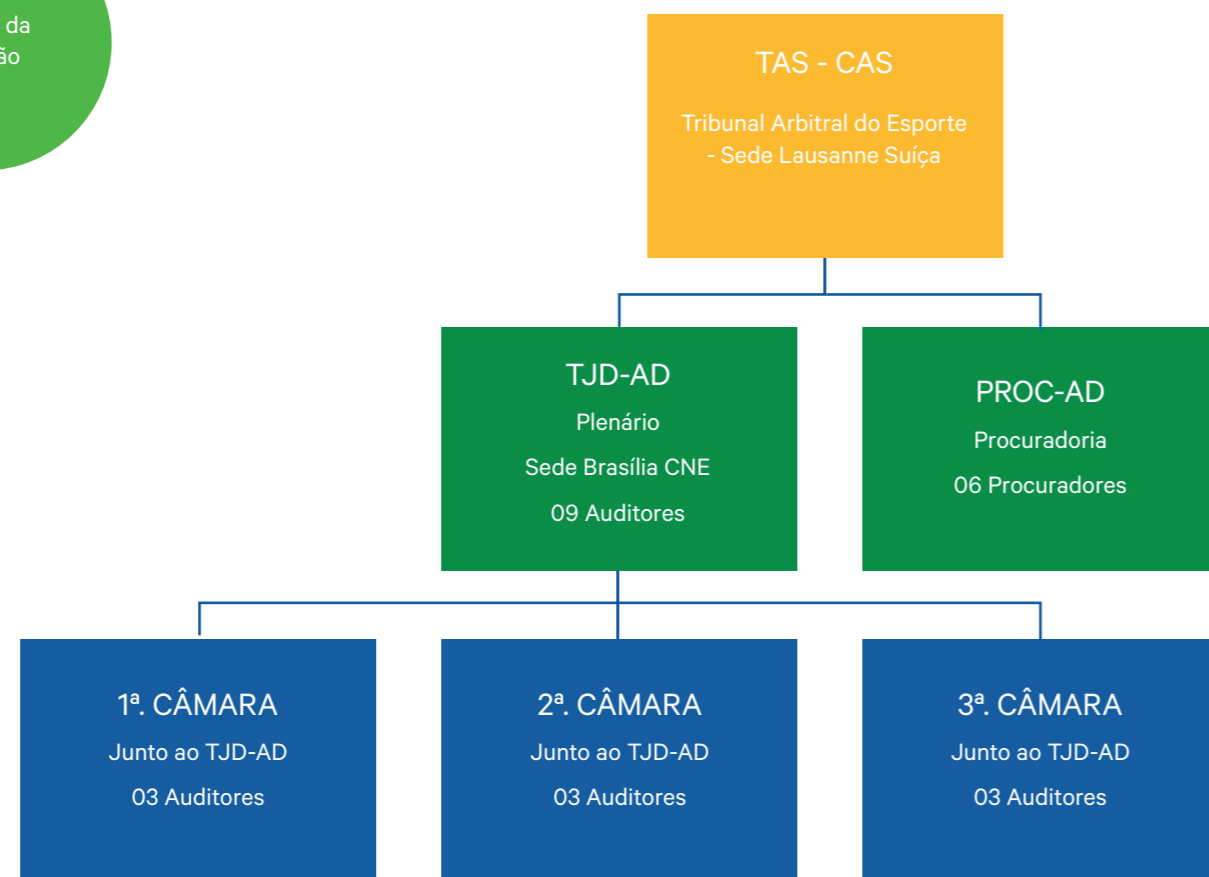 da
TAS - CAS
Tribunal Arbitral do Esporte
- Sede Lausanne Suíça
TJD-AD
Plenário
Sede Brasília CNE
09 Auditores
PROC-AD
Procuradoria
06 Procuradores
1ª. CÂMARA
Junto ao TJD-AD
03 Auditores
2ª. CÂMARA
Junto ao TJD-AD
03 Auditores
3ª. CÂMARA
Junto ao TJD-AD
03 Auditores